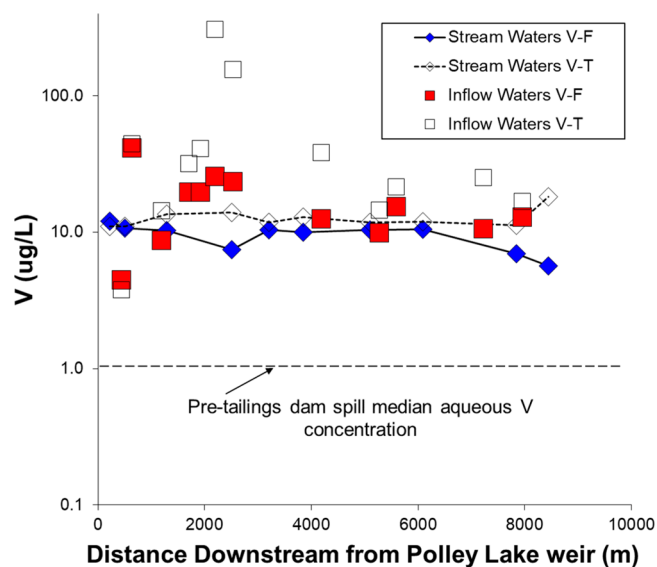 Stream Waters V-F
Stream Waters V-T
Inflow Waters V-F
Inflow Waters V-T
V (ug/L)
100.0
10.0
1.0
0.1
Pre-tailings dam spill median aqueous V
concentration
0
2000
4000
6000
8000
10000
Distance Downstream from Polley Lake weir (m)